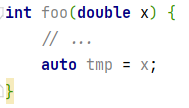 int foo(double x) {
    // ...
    auto tmp = x;
}